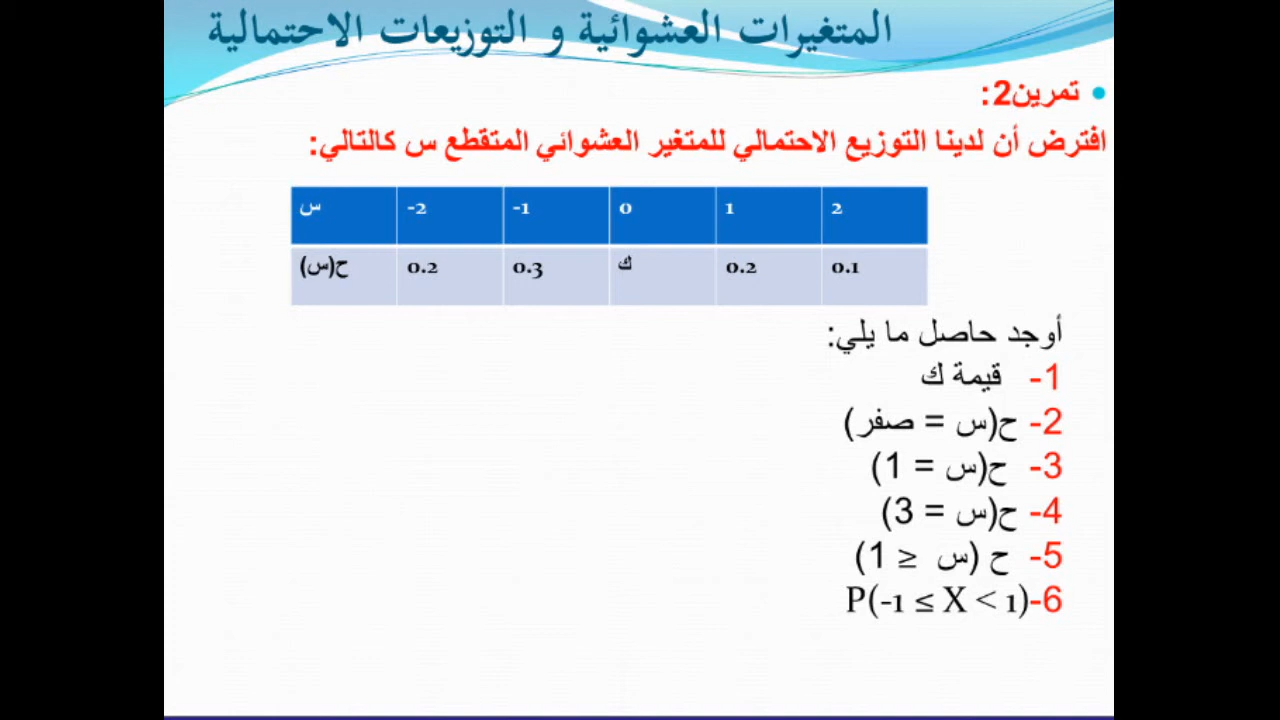 المتغيرات العشوائية و التوزيعات الاحتمالية
• تمرين2:
افترض أن لدينا التوزيع الاحتمالي للمتغير العشوائي المتقطع س كالتالي:
س -2 -1 0 1 2
ح(س) 0.2 0.3 ك 0.2 0.1
أوجد حاصل ما يلي:
1- قيمة ك
2- ح(س = صفر)
3- ح(س = 1)
4- ح(س = 3)
5- ح (س ≤ 1)
6- P(-1 ≤ X < 1)